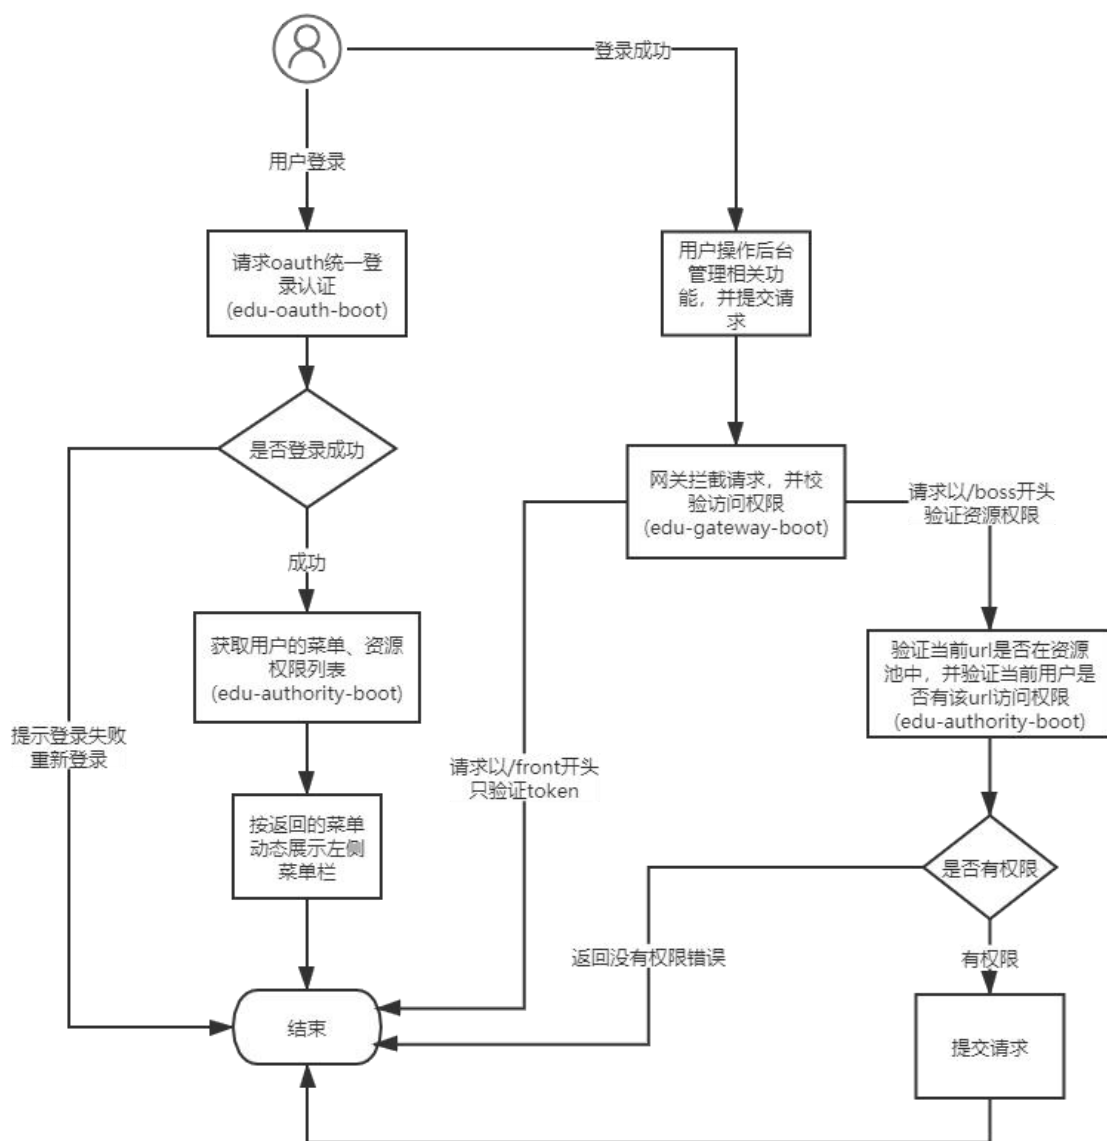 登录成功
用户登录
请求oauth统一登
录认证
(edu-oauth-boot)
用户操作后台
管理相关功
能，并提交请
求
是否登录成功
网关拦截请求，并校
验访问权限
(edu-gateway-boot)
请求以/boss开头
验证资源权限
成功
获取用户的菜单、资源
权限列表
(edu-authority-boot)
验证当前url是否在资源
池中，并验证当前用户是
否有该url访问权限
(edu-authority-boot)
提示登录失败
重新登录
请求以/front开头
只验证token
按返回的菜单
动态展示左侧
菜单栏
是否有权限
返回没有权限错误
有权限
结束
提交请求